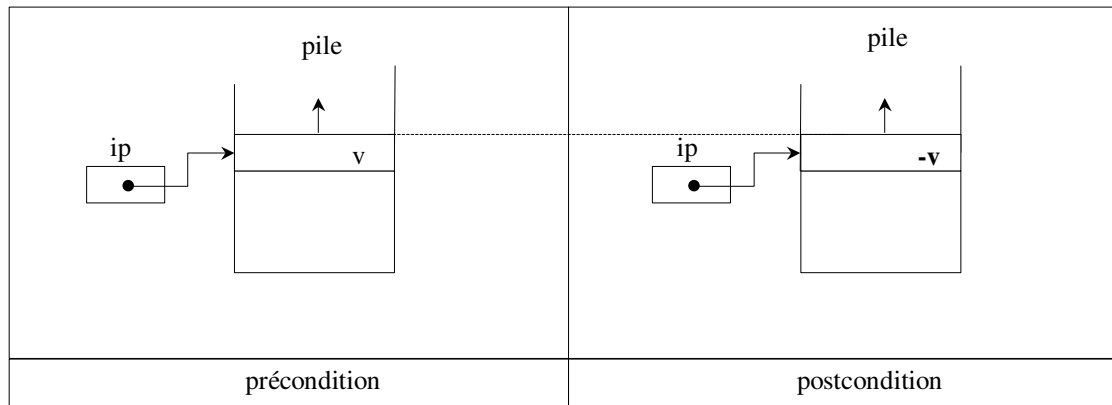 pile
ip
v
pile
ip
-v
précondition
postcondition